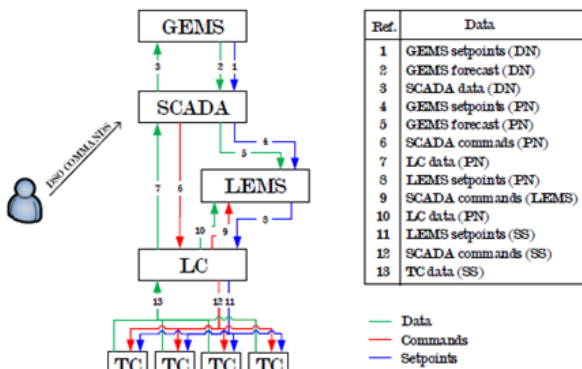 GEMS
3
2
1
SCADA
DSO COMMANDS
4
5
7
6
LEMS
10
9
8
LC
13
12
11
TC
TC
TC
TC
Ref. Data
1 GEMS setpoints (DN)
2 GEMS forecast (DN)
3 SCADA data (DN)
4 GEMS setpoints (PN)
5 GEMS forecast (PN)
6 SCADA commads (PN)
7 LC data (PN)
8 LEMS setpoints (PN)
9 SCADA commands (LEMS)
10 LC data (PN)
11 LEMS setpoints (SS)
12 SCADA commands (SS)
13 TC data (SS)
Data
Commands
Setpoints